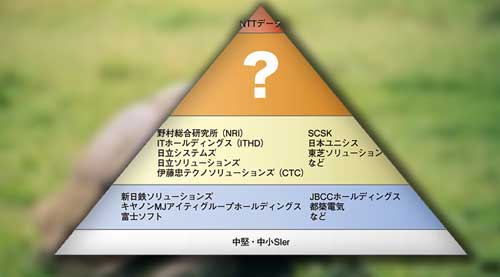 NTTデータ
?
野村総合研究所（NRI）
ITホールディングス（ITHD）
日立システムズ
日立ソリューションズ
伊藤忠テクノソリューションズ（CTC）
SCSK
日本ユニシス
東芝ソリューション
など
新日鉄ソリューションズ
キヤノンMJアイティグループホールディングス
富士ソフト
JBCCホールディングス
都築電気
など
中堅・中小SIer